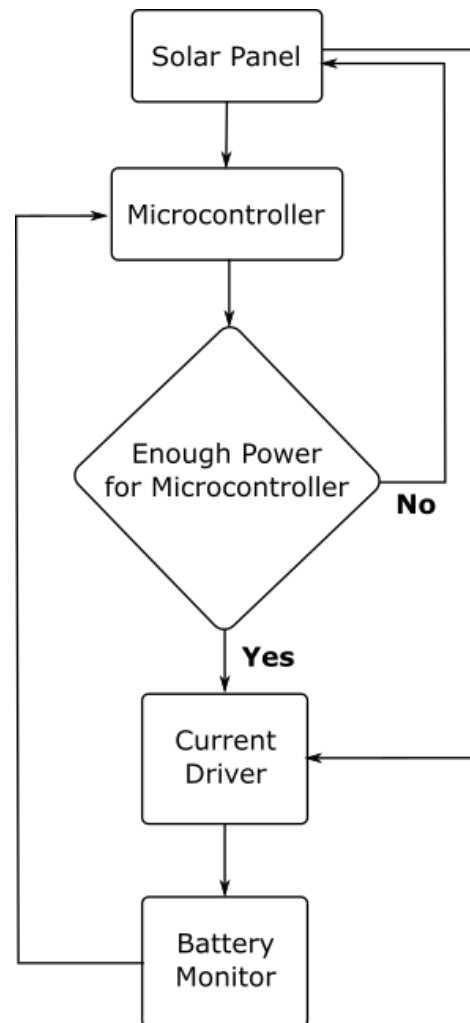 Solar Panel
Microcontroller
Enough Power
for Microcontroller
No
Yes
Current
Driver
Battery
Monitor